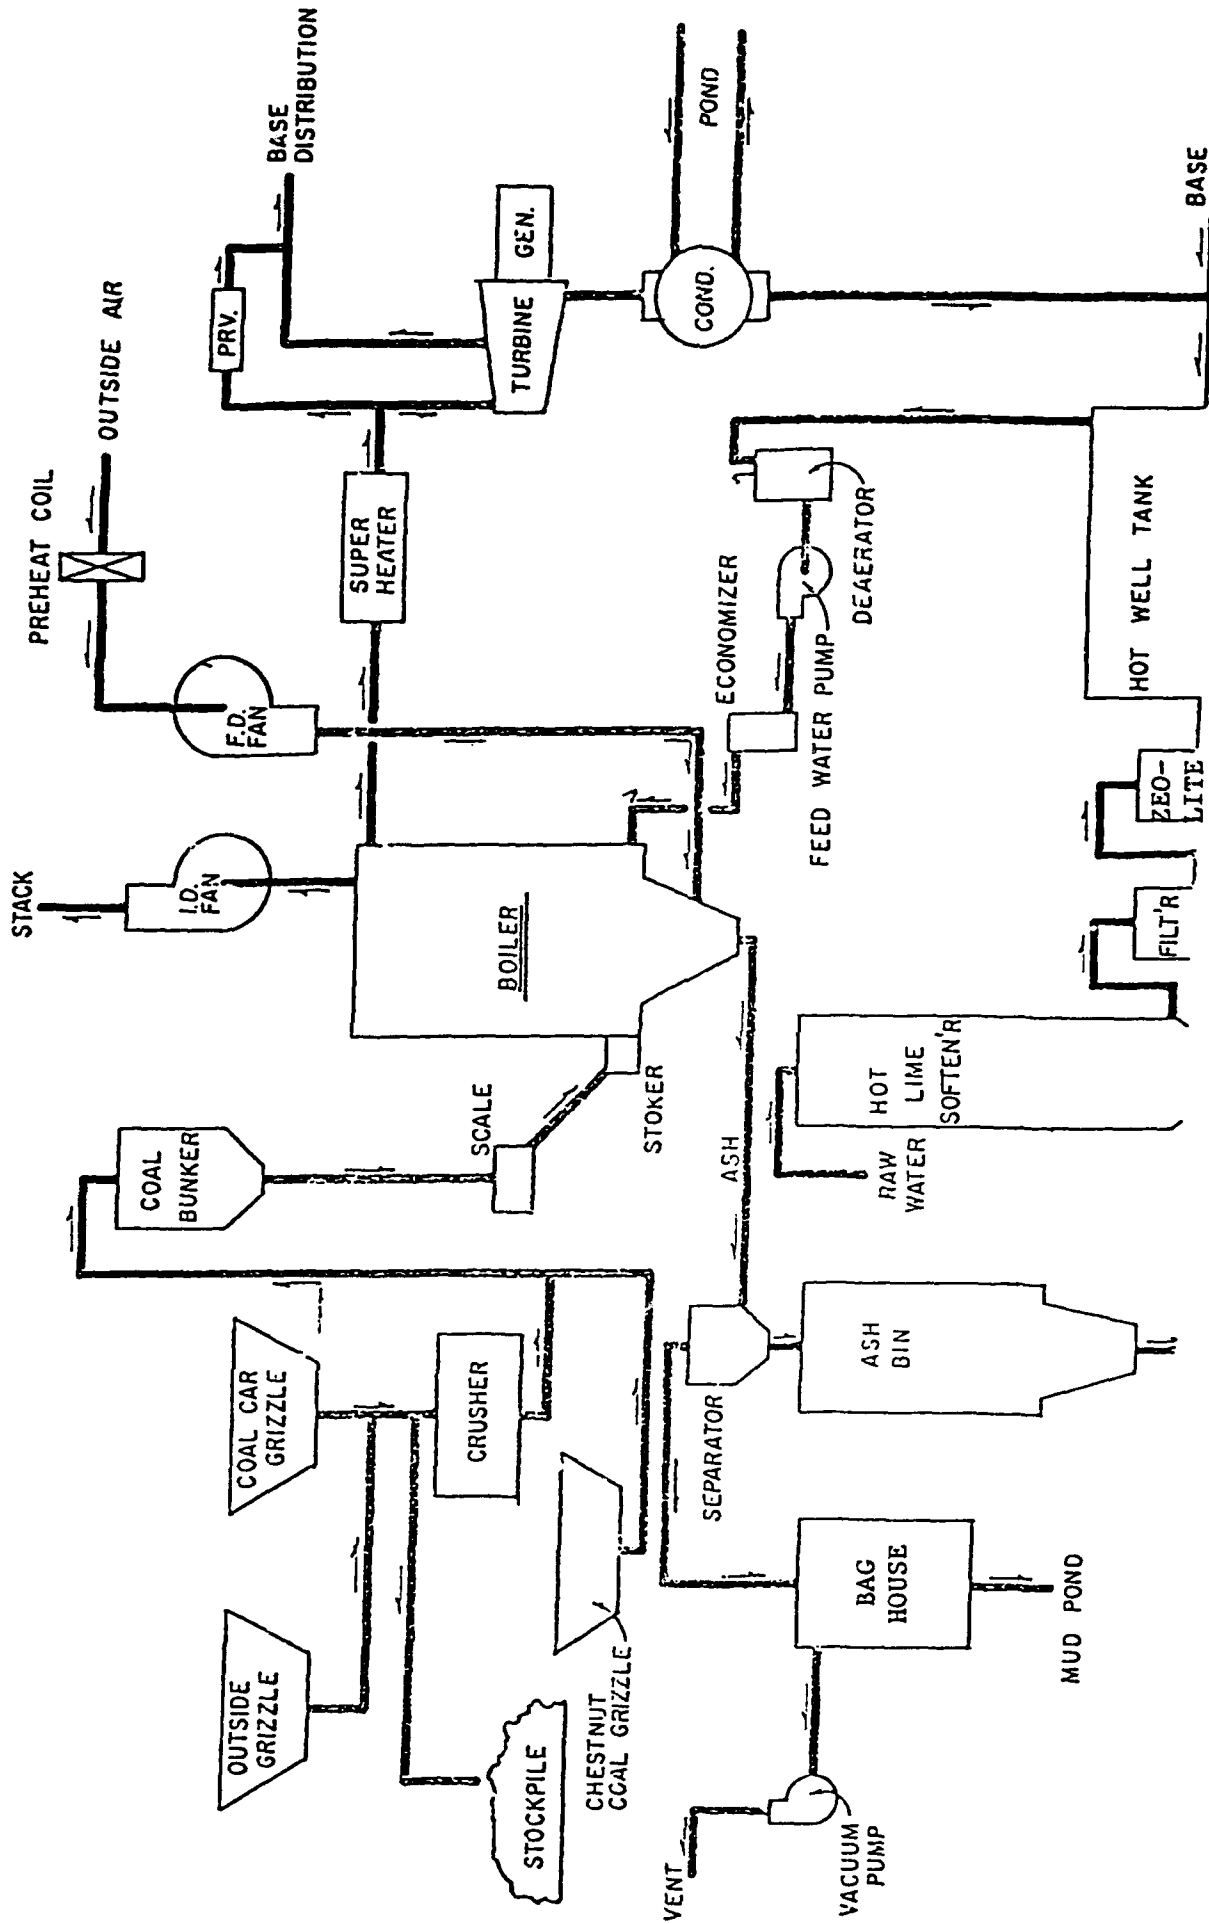 OUTSIDE
GRIZZLE
COAL CAR
GRIZZLE
COAL
BUNKER
STACK
I.D.
FAN
F.D.
FAN
PREHEAT COIL
OUTSIDE AIR
PRV.
BASE
DISTRIBUTION
STOCKPILE
CHESTNUT
COAL GRIZZLE
CRUSHER
SCALE
STOKER
BOILER
SUPER
HEATER
TURBINE
GEN.
VENT
VACUUM
PUMP
BAG
HOUSE
MUD POND
SEPARATOR
ASH
ASH
BIN
RAW
WATER
HOT
LIME
SOFTEN'R
FILT'R
ZEO-
LITE
ECONOMIZER
FEED WATER PUMP
DEAERATOR
HOT WELL TANK
COND.
POND
BASE